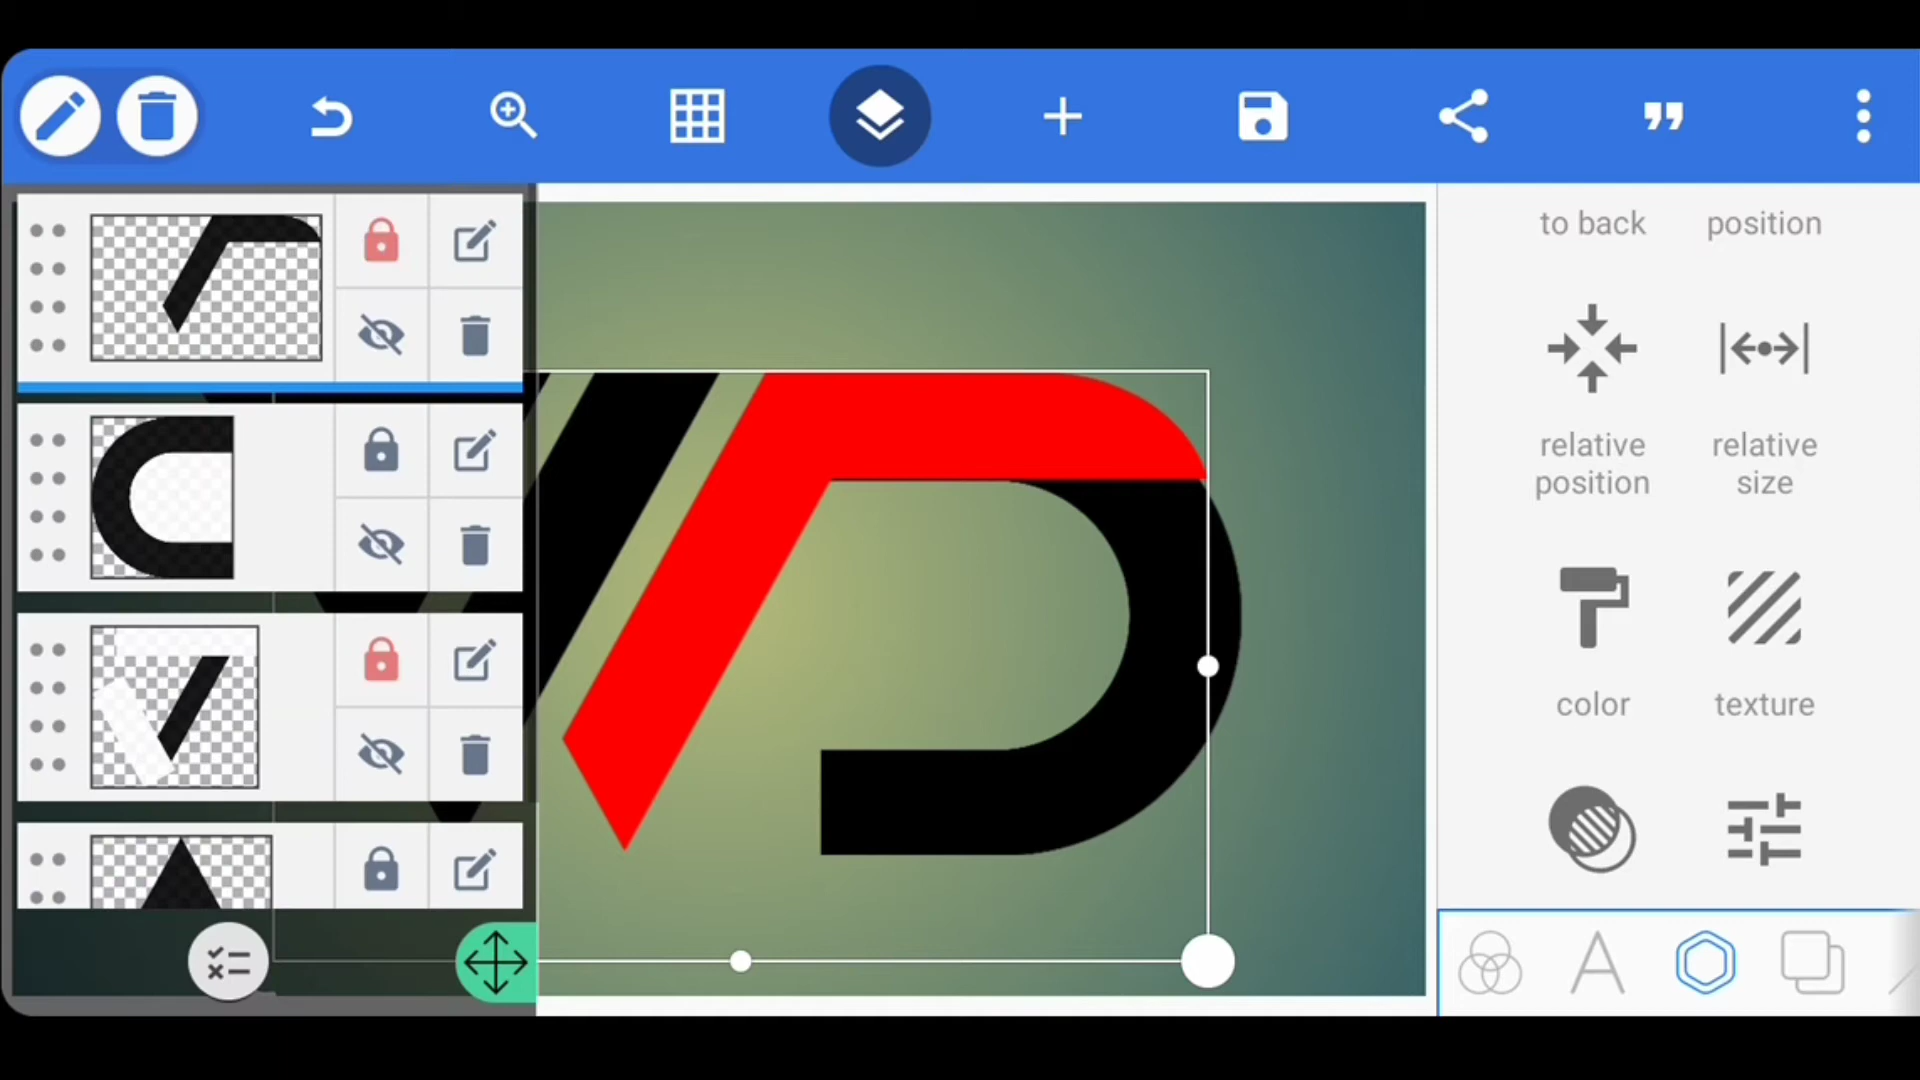 to back
position
relative
position
relative
size
color
texture